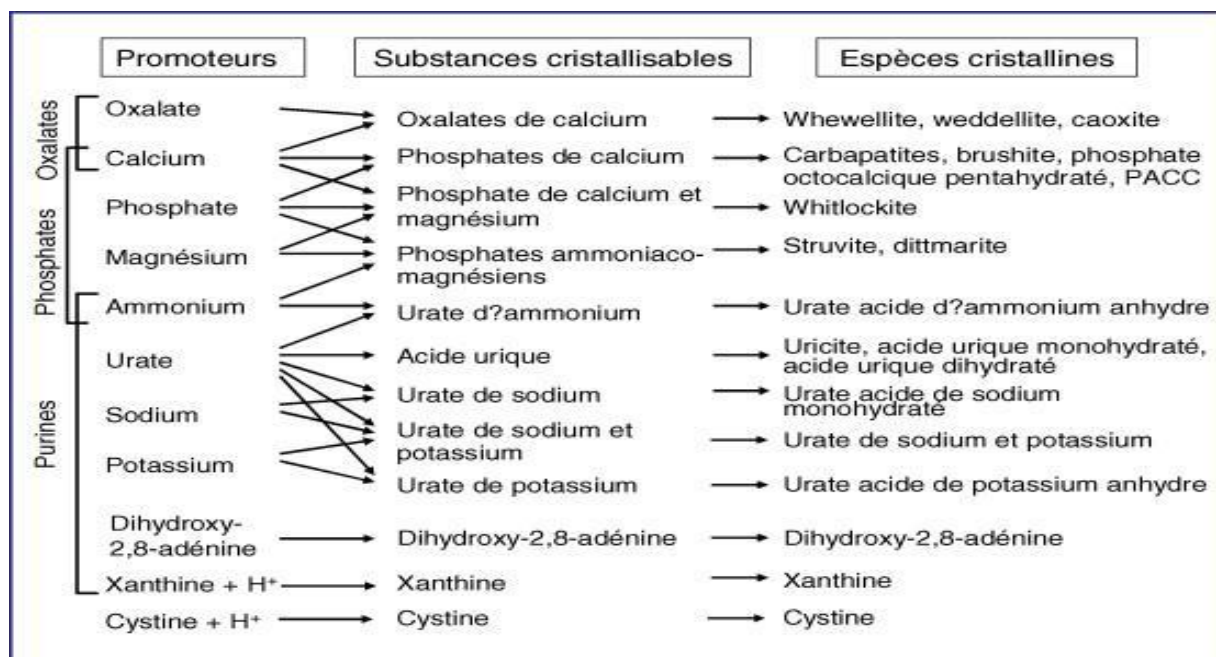 Promoteurs
Substances cristallisables
Espèces cristallines
Oxalates
Phosphates
Purines
Oxalate
Calcium
Phosphate
Magnésium
Ammonium
Urate
Sodium
Potassium
Dihydroxy-
2,8-adénine
Xanthine + H⁺
Cystine + H⁺
Oxalates de calcium
Phosphates de calcium
Phosphate de calcium et
magnésium
Phosphates ammoniaco-
magnésiens
Urate d?ammonium
Acide urique
Urate de sodium
Urate de sodium et
potassium
Urate de potassium
Dihydroxy-2,8-adénine
Xanthine
Cystine
Whewellite, weddellite, caoxite
Carbapatites, brushite, phosphate
octocalcique pentahydraté, PACC
Whitlockite
Struvite, dittmarite
Urate acide d?ammonium anhydre
Uricite, acide urique monohydraté,
acide urique dihydraté
Urate acide de sodium
monohydraté
Urate de sodium et potassium
Urate acide de potassium anhydre
Dihydroxy-2,8-adénine
Xanthine
Cystine